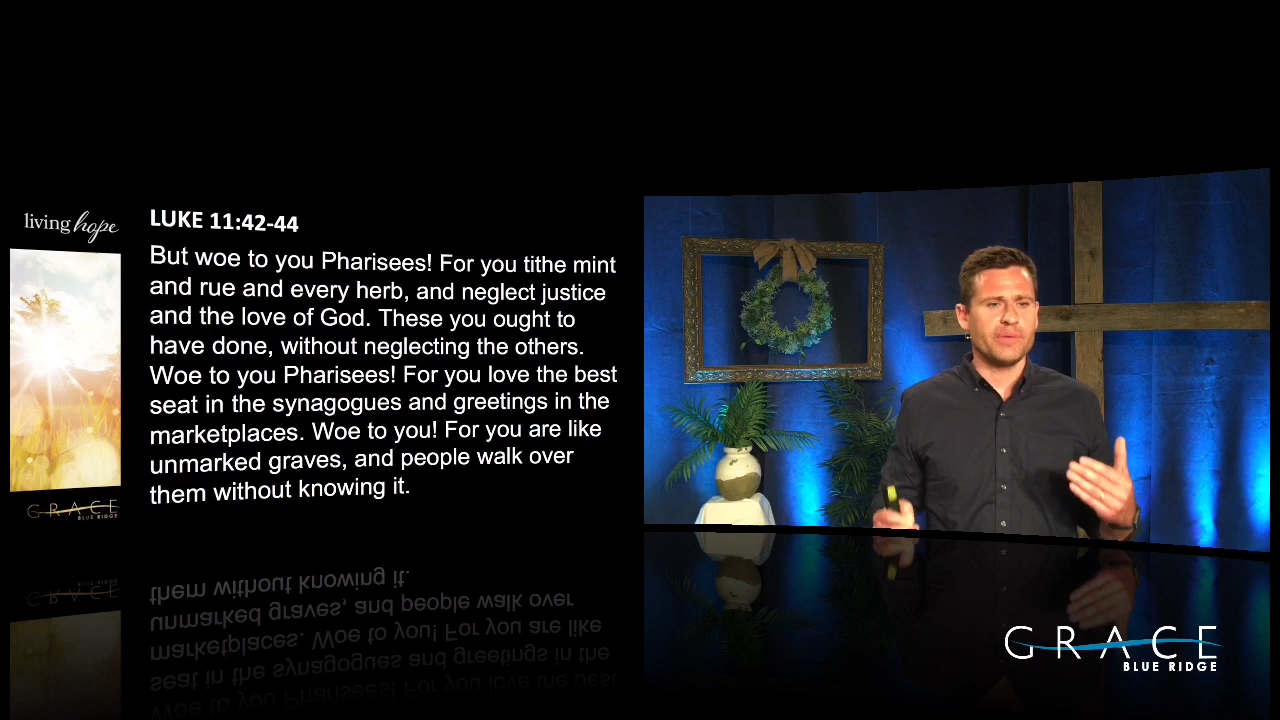 living hope
LUKE 11:42-44
But woe to you Pharisees! For you tithe mint
and rue and every herb, and neglect justice
and the love of God. These you ought to
have done, without neglecting the others.
Woe to you Pharisees! For you love the best
seat in the synagogues and greetings in the
marketplaces. Woe to you! For you are like
unmarked graves, and people walk over
them without knowing it.
GRACE
BLUE RIDGE
GRACE
BLUE RIDGE